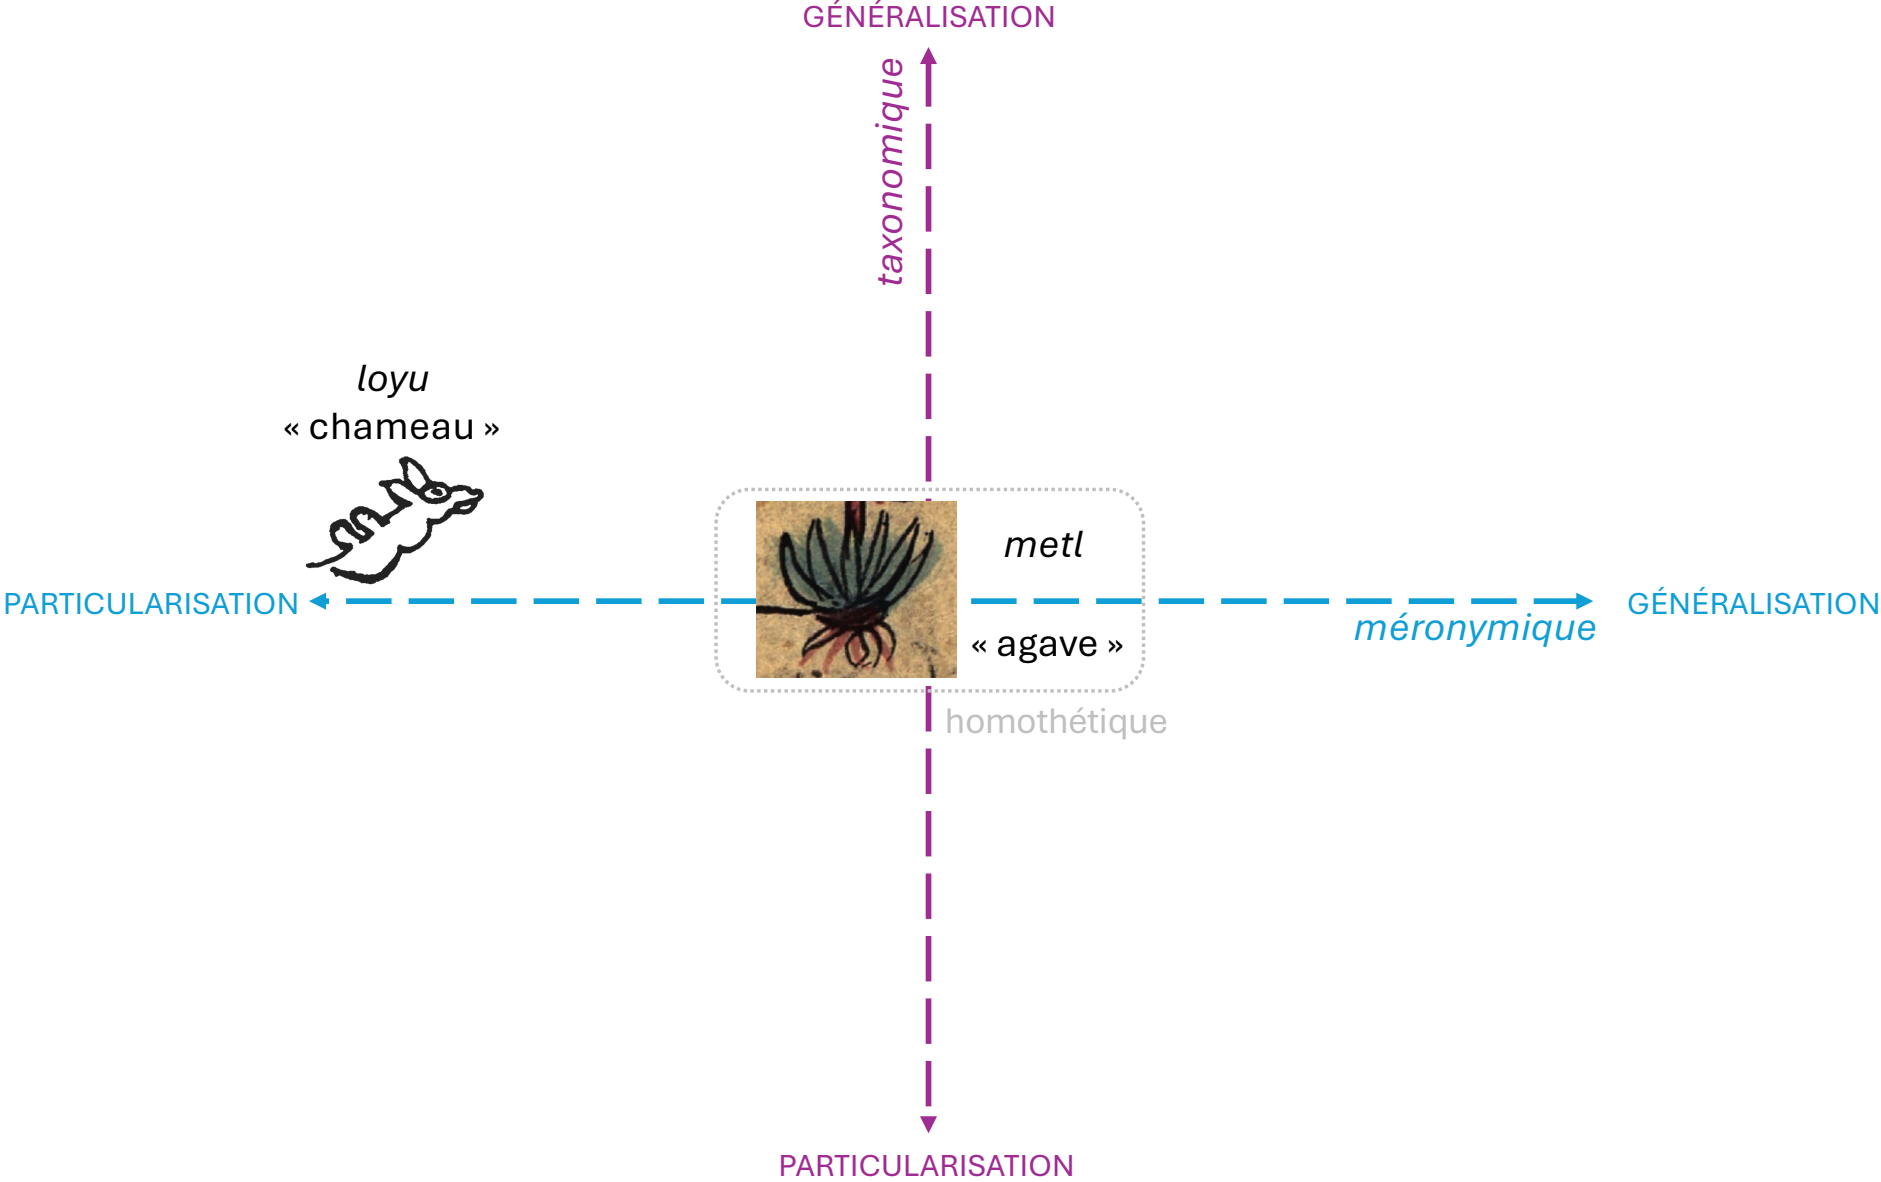 GÉNÉRALISATION
taxonomique
loyu
« chameau »
metl
PARTICULARISATION
GÉNÉRALISATION
méronymique
« agave »
homothétique
PARTICULARISATION